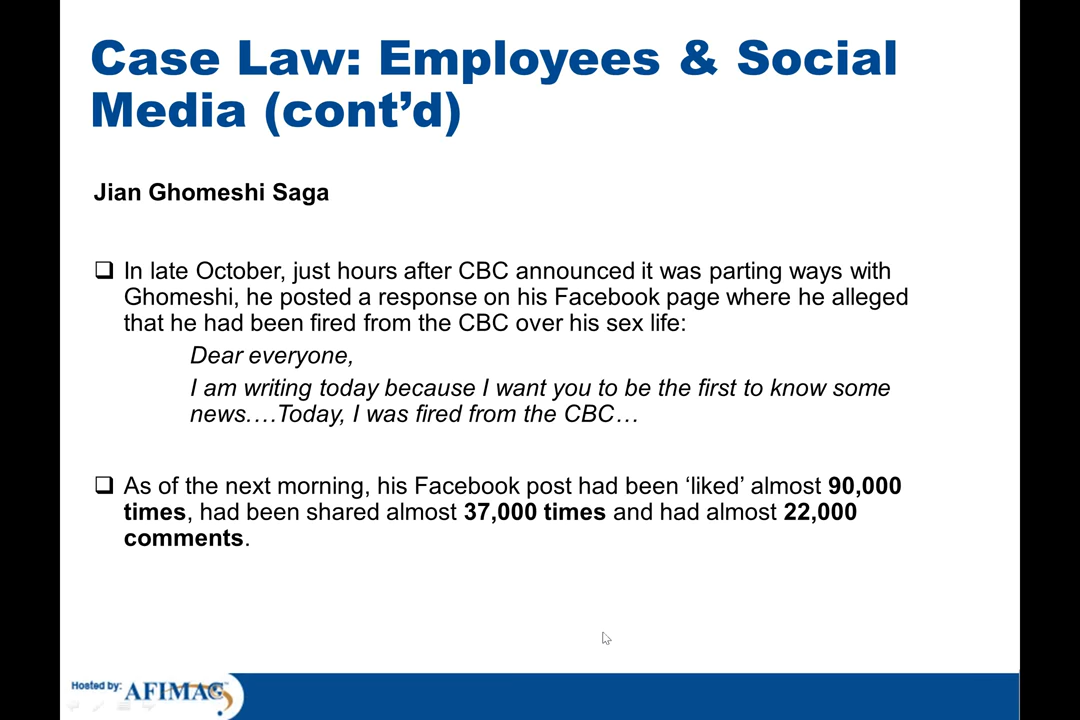 Case Law: Employees & Social
Media (cont’d)
Jian Ghomeshi Saga
❑ In late October, just hours after CBC announced it was parting ways with
Ghomeshi, he posted a response on his Facebook page where he alleged
that he had been fired from the CBC over his sex life:
Dear everyone,
I am writing today because I want you to be the first to know some
news.…Today, I was fired from the CBC…
❑ As of the next morning, his Facebook post had been ‘liked’ almost 90,000
times, had been shared almost 37,000 times and had almost 22,000
comments.
Hosted by: AFIMAC™